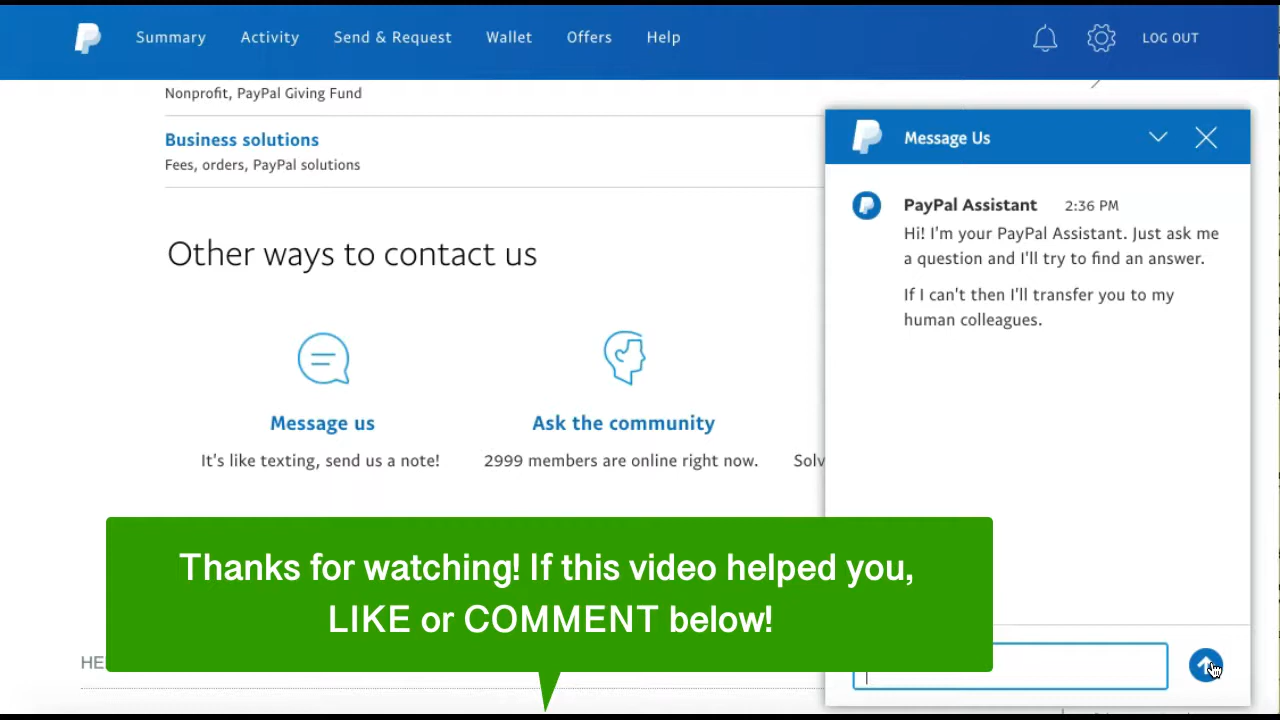 Summary
Activity
Send & Request
Wallet
Offers
Help
LOG OUT
Nonprofit, PayPal Giving Fund
Business solutions
Fees, orders, PayPal solutions
Other ways to contact us
Message us
It's like texting, send us a note!
Ask the community
2999 members are online right now.
Solv
Message Us
PayPal Assistant 2:36 PM
Hi! I'm your PayPal Assistant. Just ask me
a question and I'll try to find an answer.
If I can't then I'll transfer you to my
human colleagues.
Thanks for watching! If this video helped you,
LIKE or COMMENT below!
HE